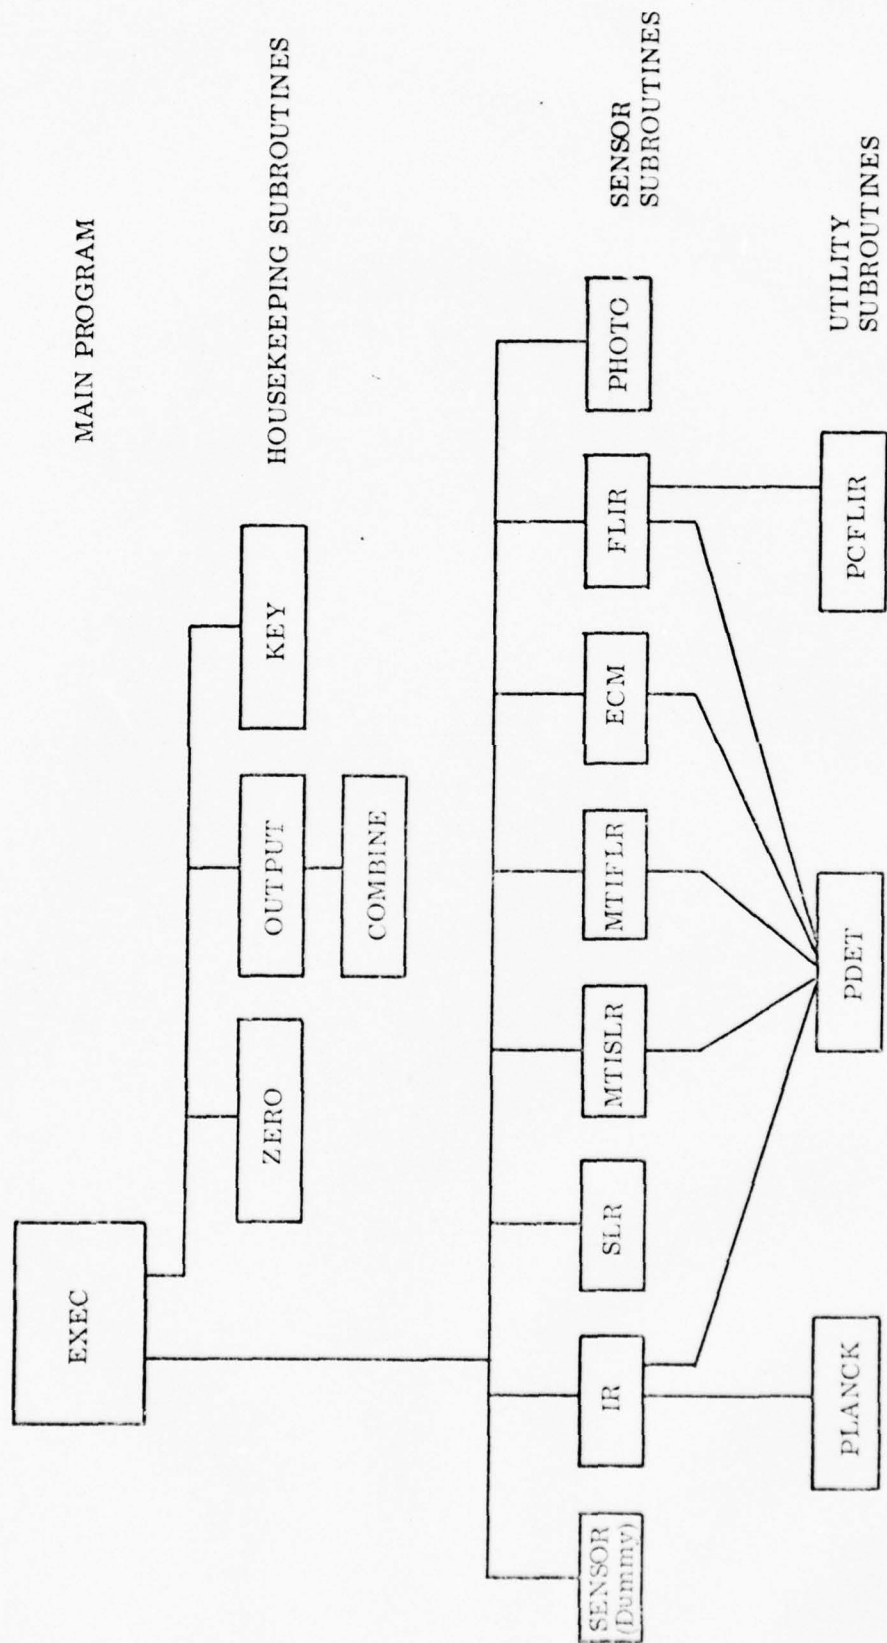 MAIN PROGRAM
EXEC
HOUSEKEEPING SUBROUTINES
ZERO
OUTPUT
KEY
COMBINE
SENSOR
SUBROUTINES
SENSOR
(Dummy)
IR
SLR
MTISLR
MTIFLR
ECM
FLIR
PHOTO
UTILITY
SUBROUTINES
PLANCK
PDET
PCFLIR